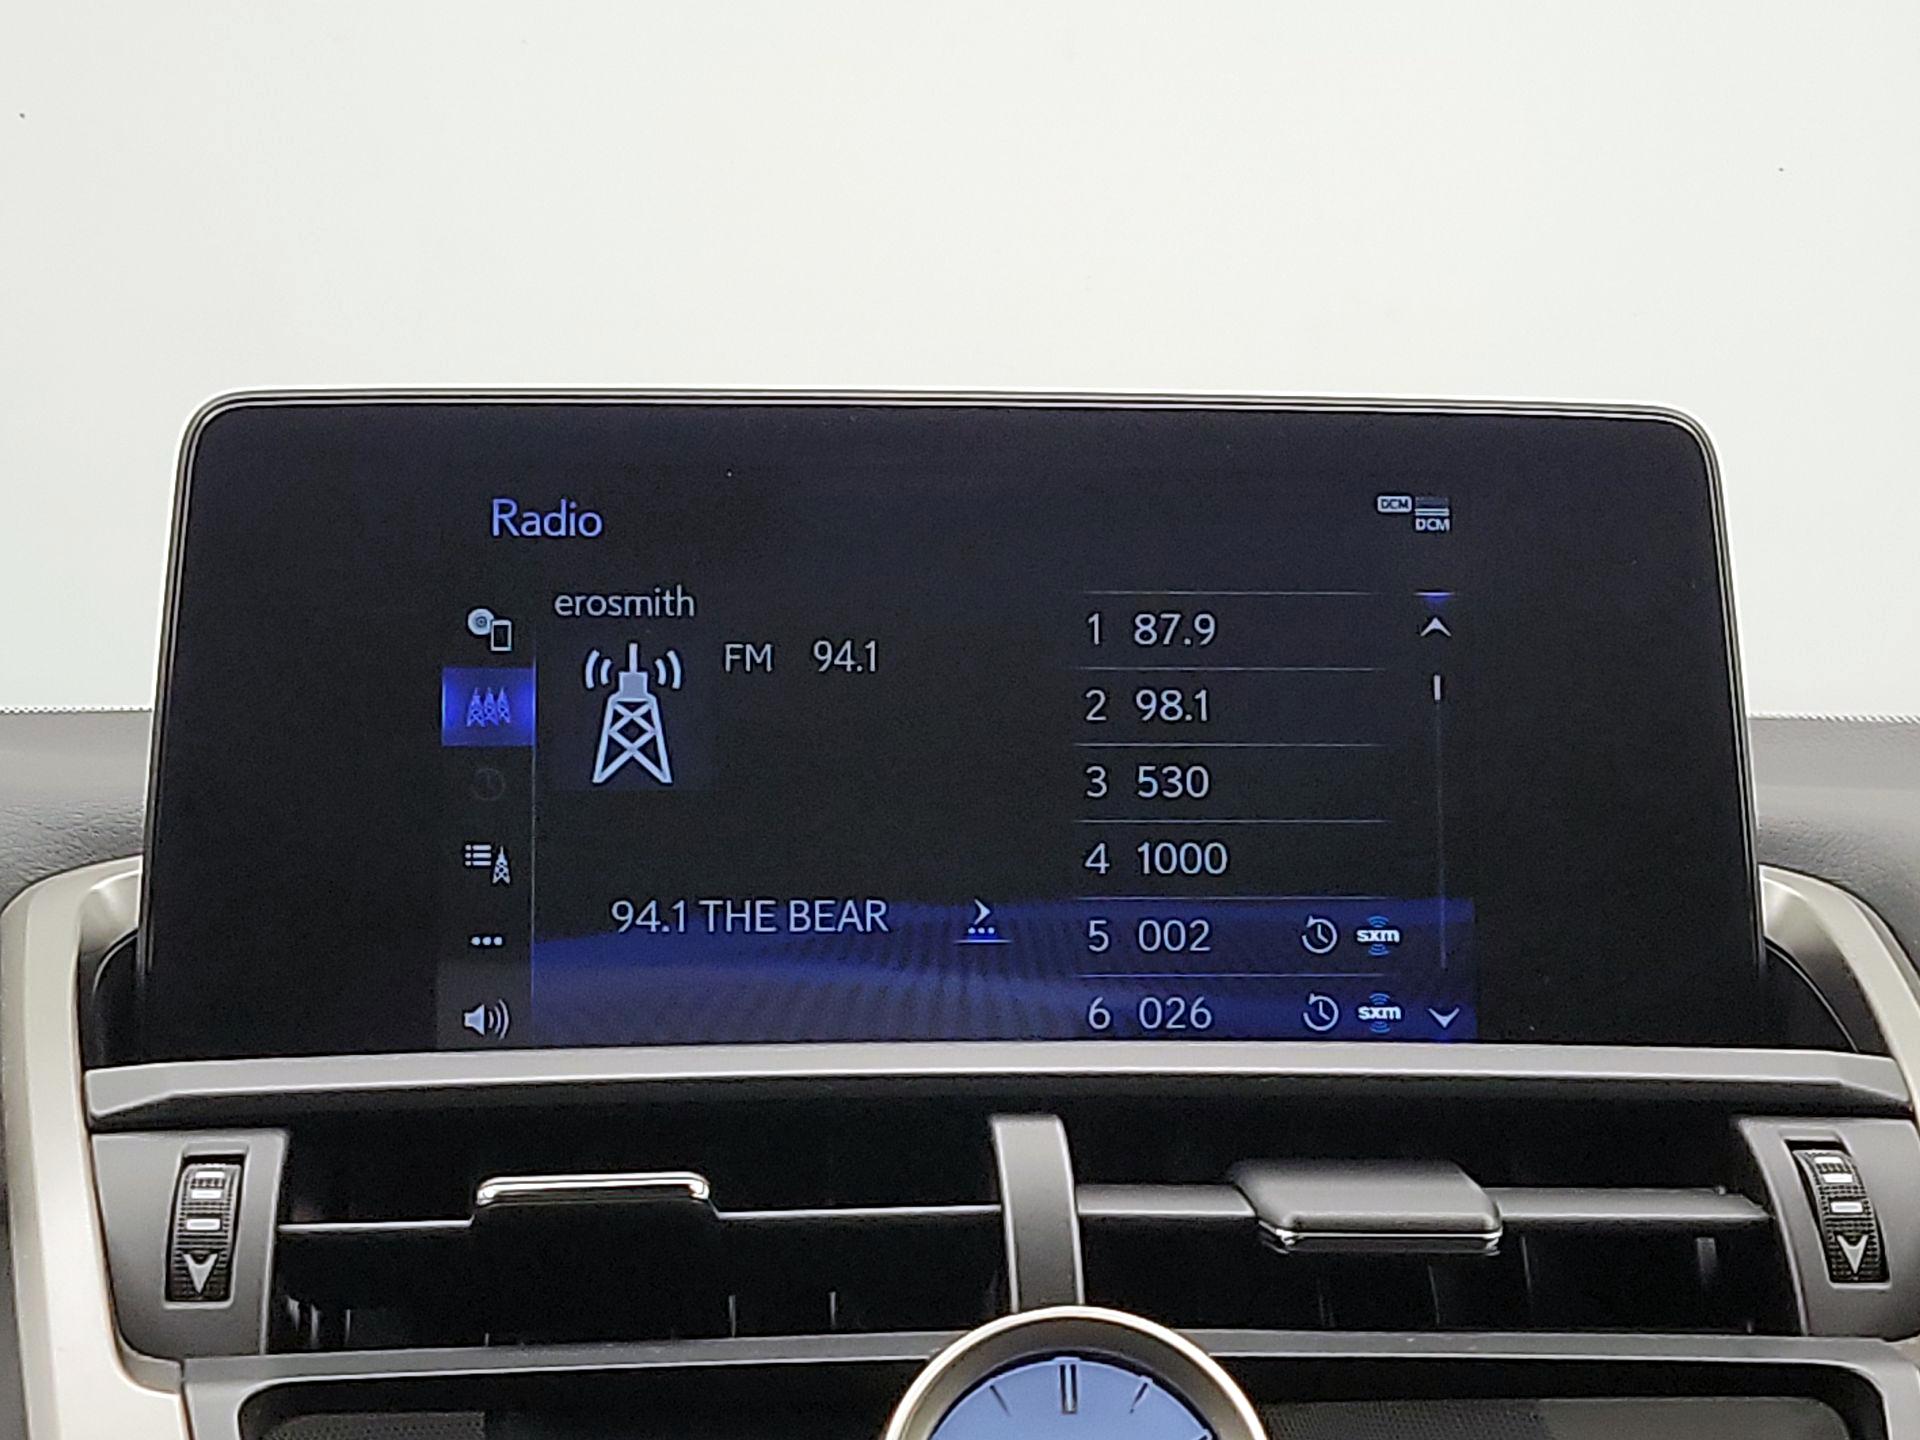 Radio
DCM
DCM
erosmith
FM 94.1
94.1 THE BEAR
1 87.9
2 98.1
3 530
4 1000
5 002 sxm
6 026 sxm